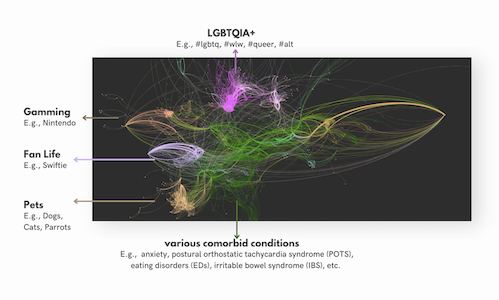 LGBTQIA+
E.g., #lgbtq, #wlw, #queer, #alt
Gamming
E.g., Nintendo
Fan Life
E.g., Swiftie
Pets
E.g., Dogs,
Cats, Parrots
various comorbid conditions
E.g., anxiety, postural orthostatic tachycardia syndrome (POTS),
eating disorders (EDs), irritable bowel syndrome (IBS), etc.